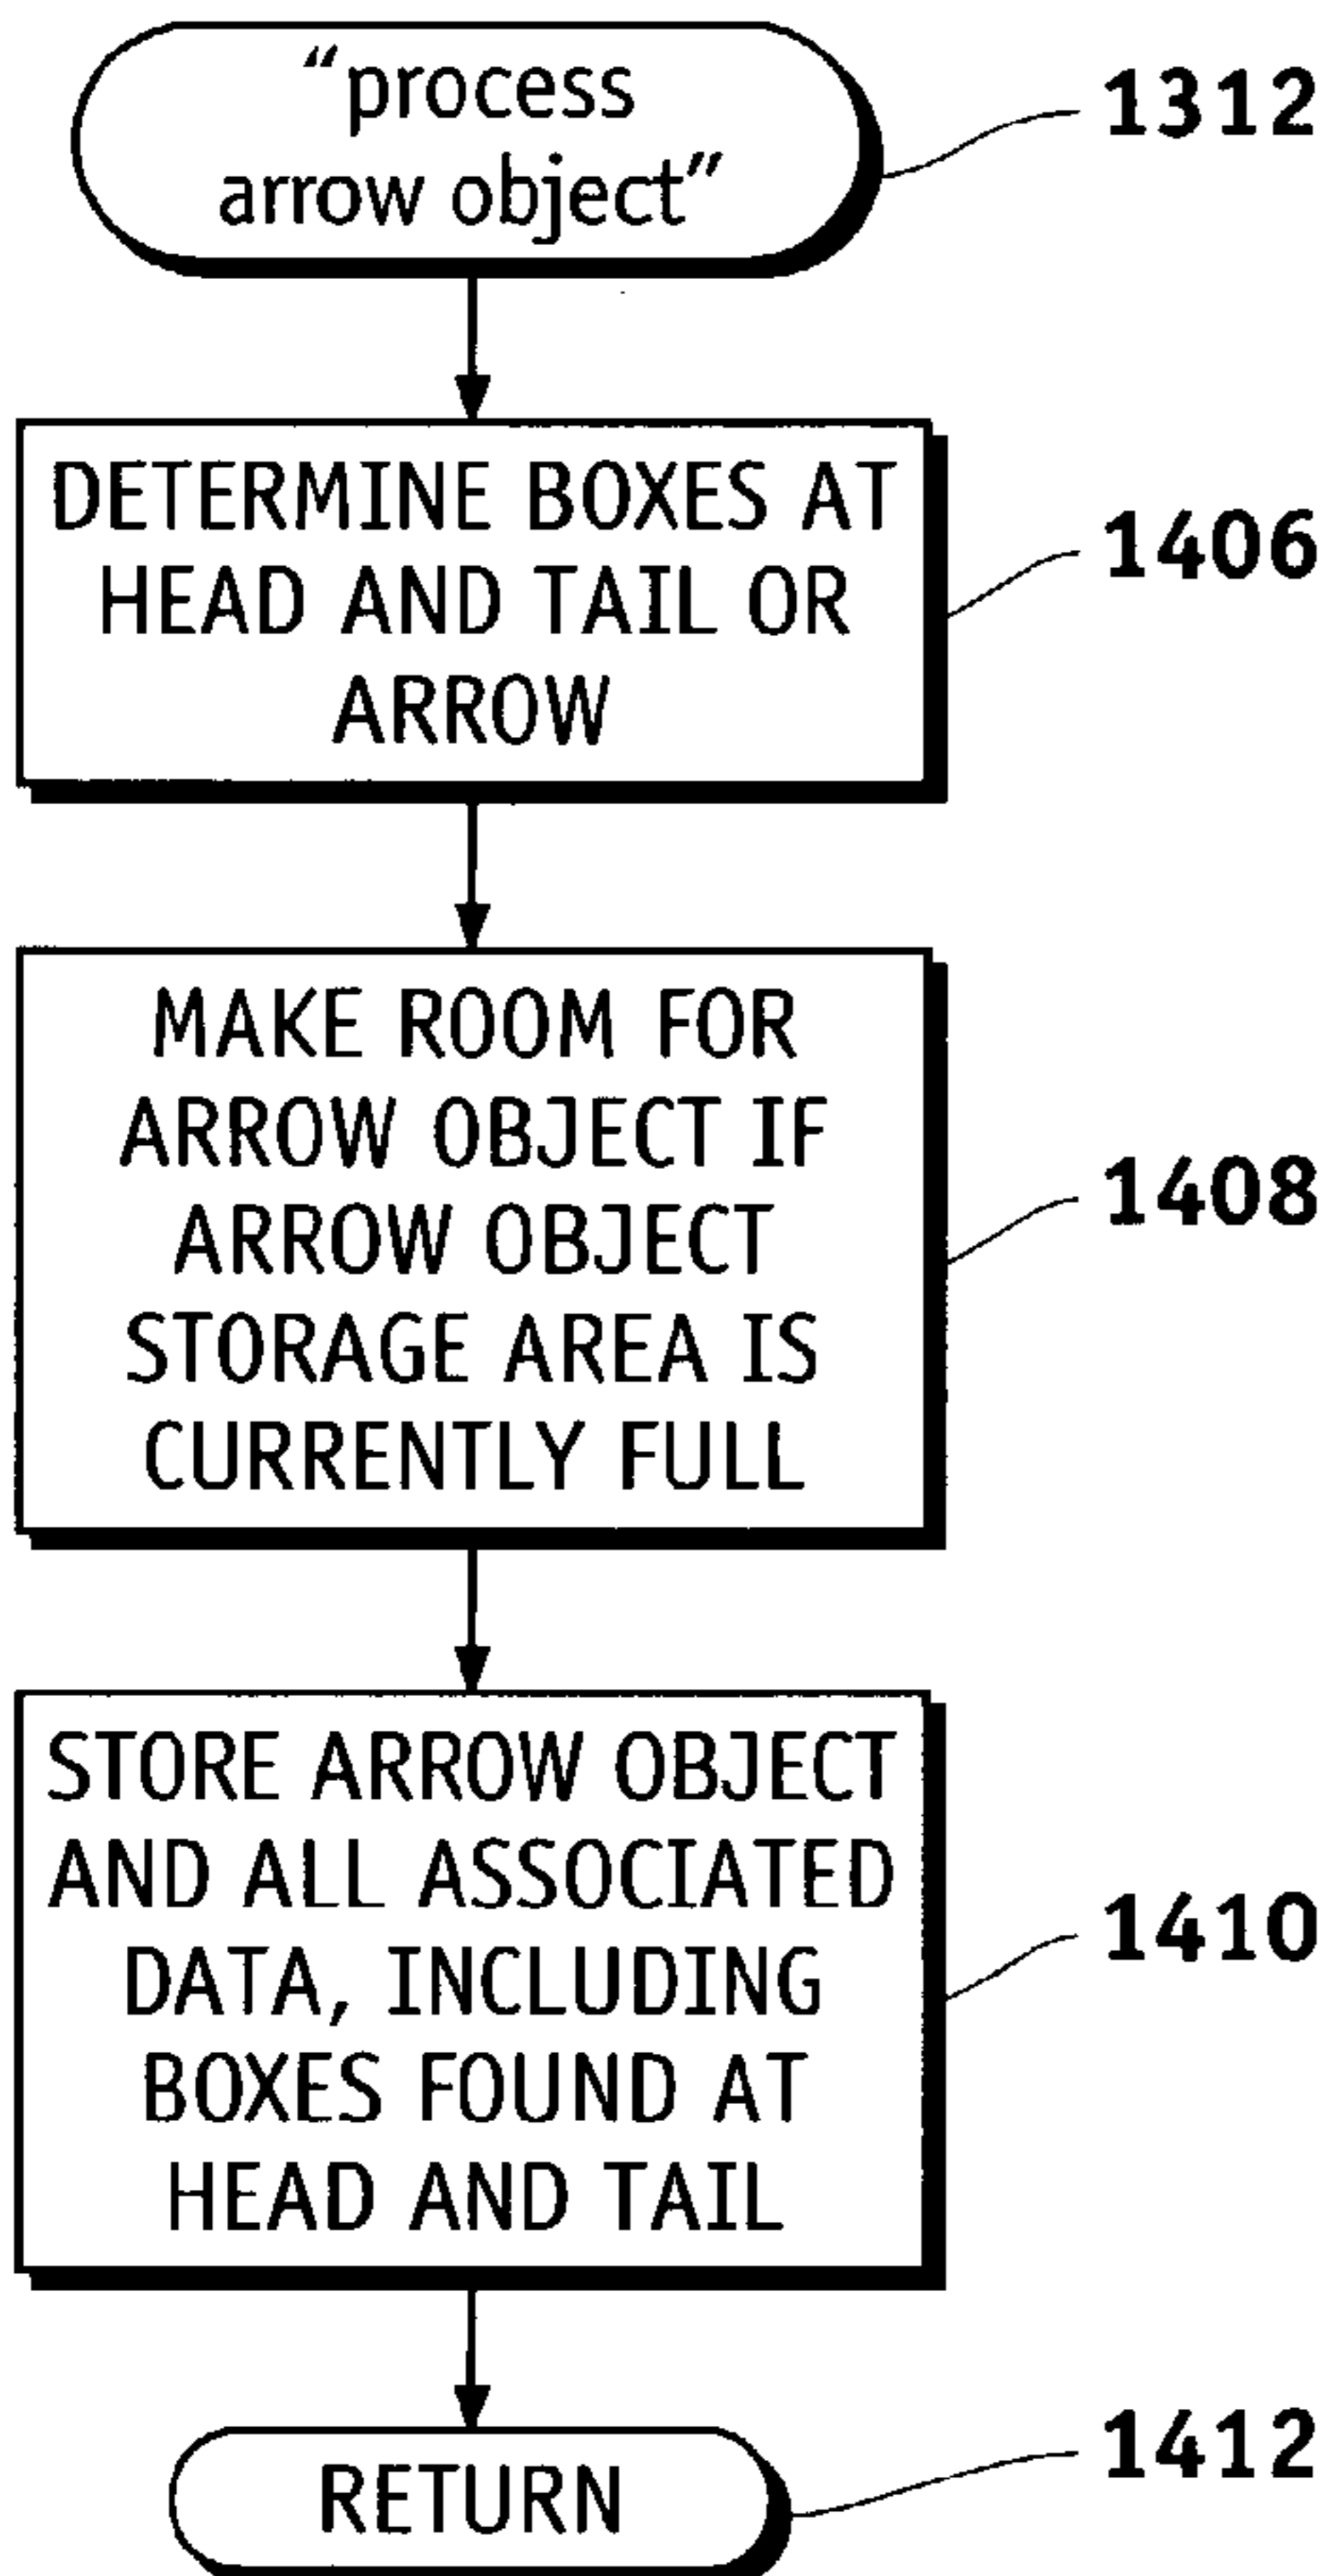 “process
arrow object”
1312
DETERMINE BOXES AT
HEAD AND TAIL OR
ARROW
1406
MAKE ROOM FOR
ARROW OBJECT IF
ARROW OBJECT
STORAGE AREA IS
CURRENTLY FULL
1408
STORE ARROW OBJECT
AND ALL ASSOCIATED
DATA, INCLUDING
BOXES FOUND AT
HEAD AND TAIL
1410
RETURN
1412